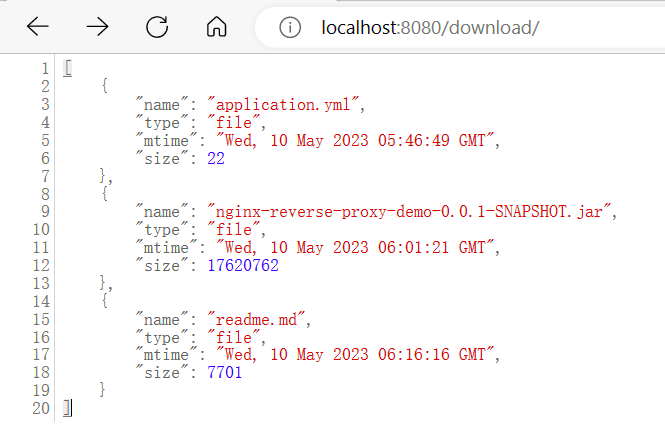 localhost:8080/download/
1 [
2     {
3         "name": "application.yml",
4         "type": "file",
5         "mtime": "Wed, 10 May 2023 05:46:49 GMT",
6         "size": 22
7     },
8     {
9         "name": "nginx-reverse-proxy-demo-0.0.1-SNAPSHOT.jar",
10         "type": "file",
11         "mtime": "Wed, 10 May 2023 06:01:21 GMT",
12         "size": 17620762
13     },
14     {
15         "name": "readme.md",
16         "type": "file",
17         "mtime": "Wed, 10 May 2023 06:16:16 GMT",
18         "size": 7701
19     }
20 ]